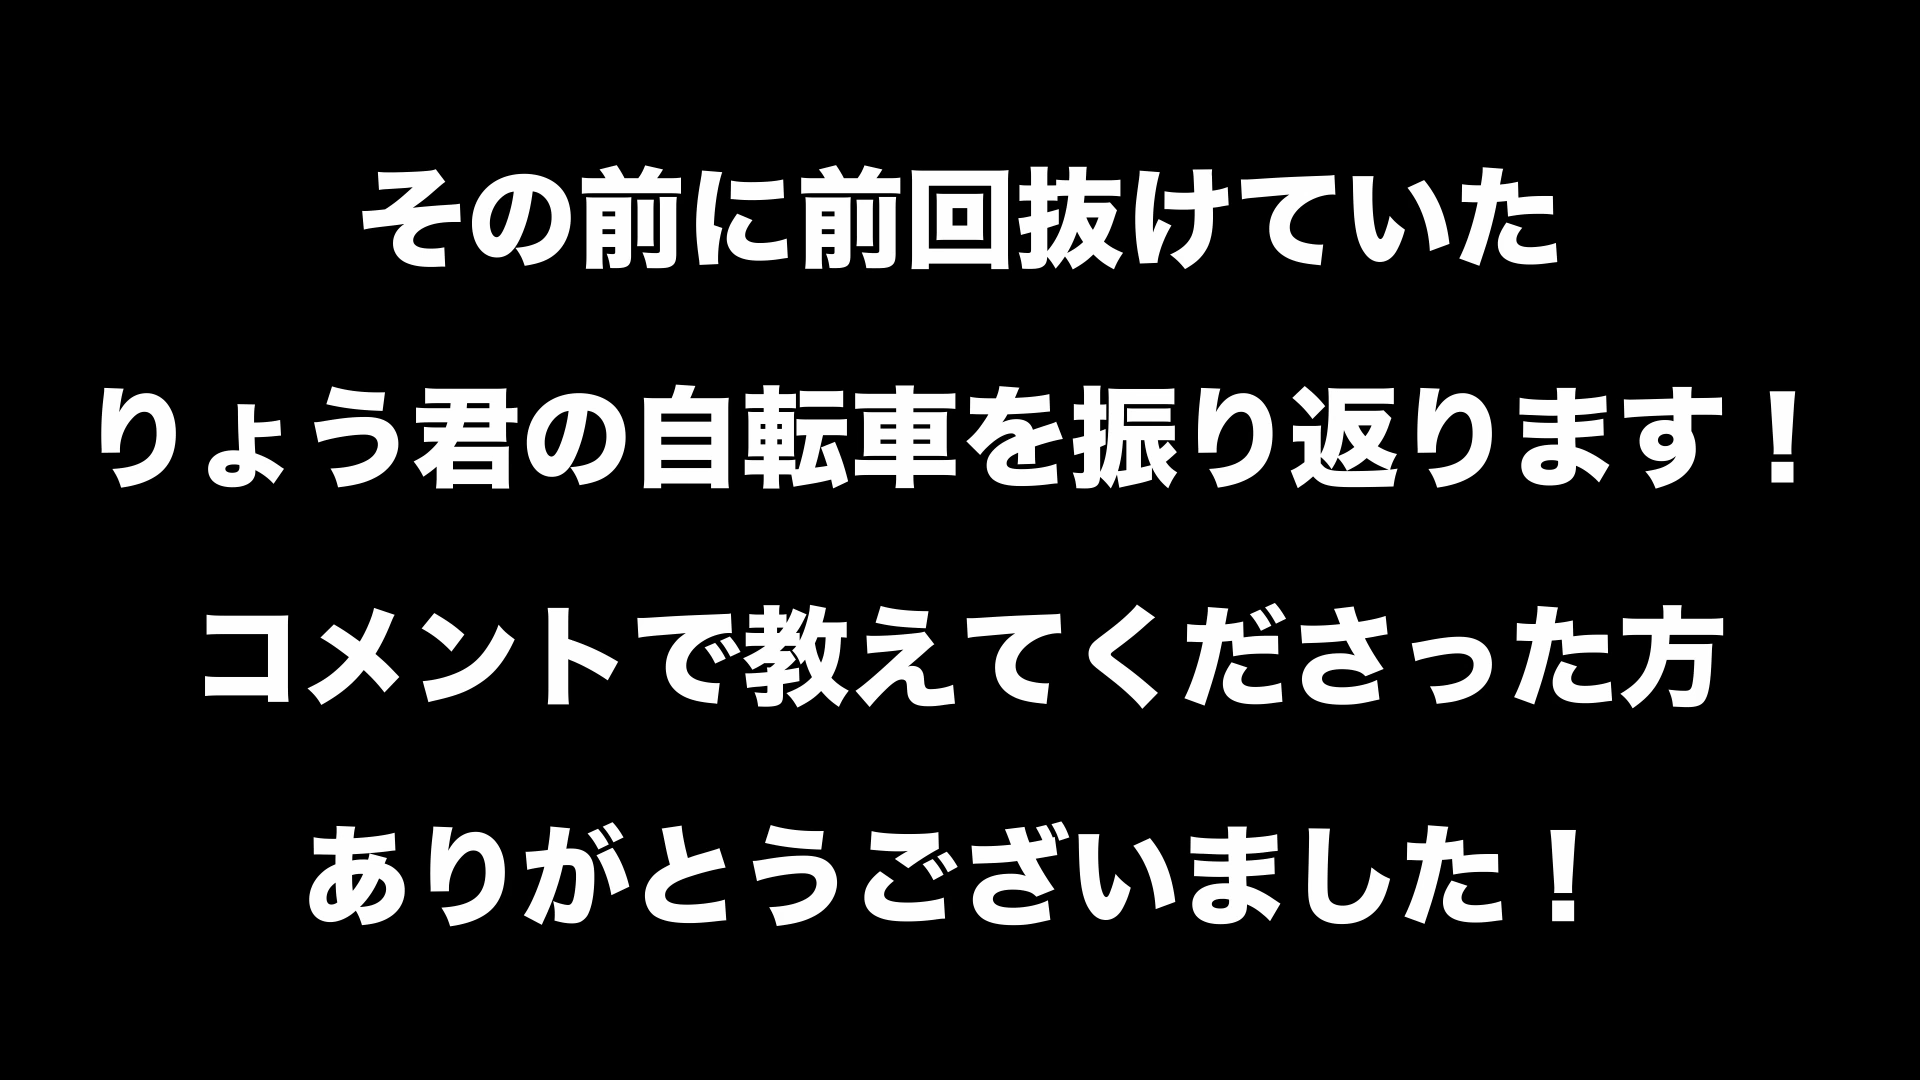 その前に前回抜けていた
りょう君の自転車を振り返ります！
コメントで教えてくださった方
ありがとうございました！